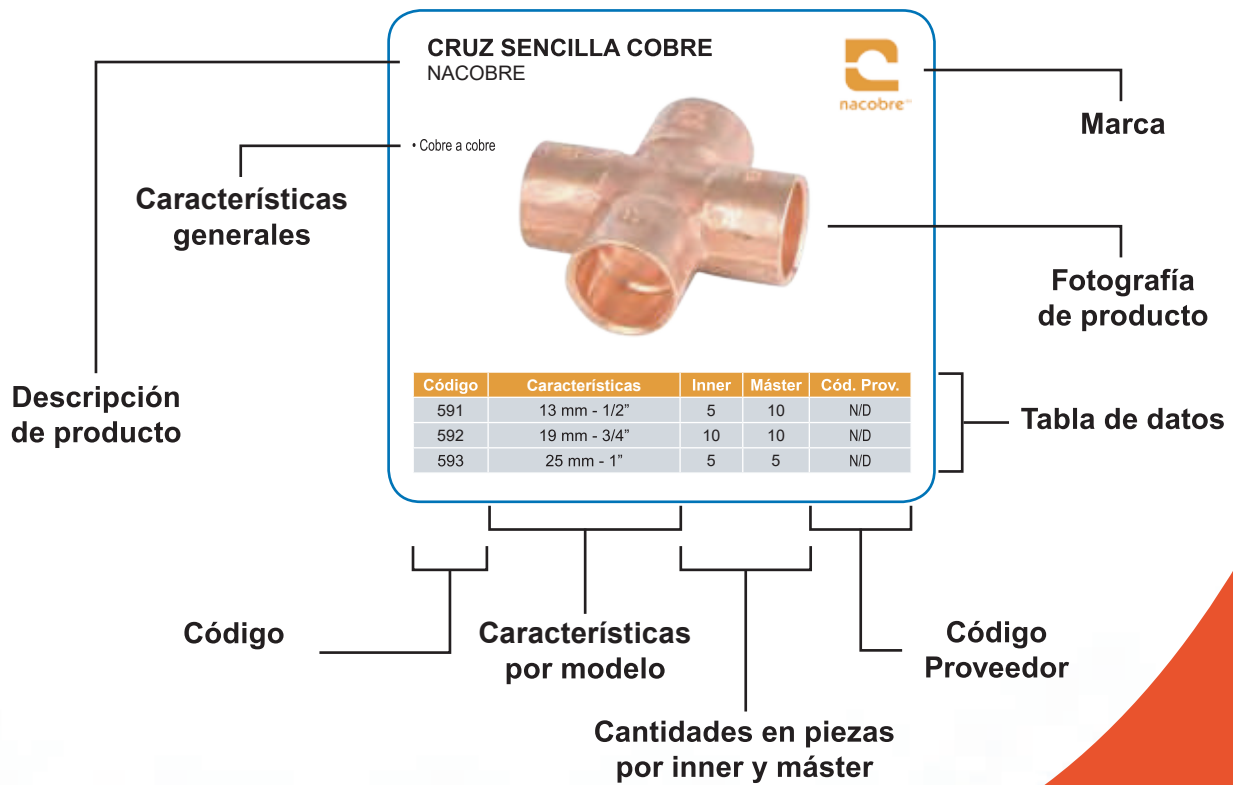 CRUZ SENCILLA COBRE
NACOBRE
nacobre
Marca
• Cobre a cobre
Características
generales
Fotografía
de producto
Descripción
de producto
Código Características Inner Máster Cód. Prov.
591 13 mm - 1/2” 5 10 N/D
592 19 mm - 3/4” 10 10 N/D
593 25 mm - 1” 5 5 N/D
Tabla de datos
Código
Características
por modelo
Código
Proveedor
Cantidades en piezas
por inner y máster